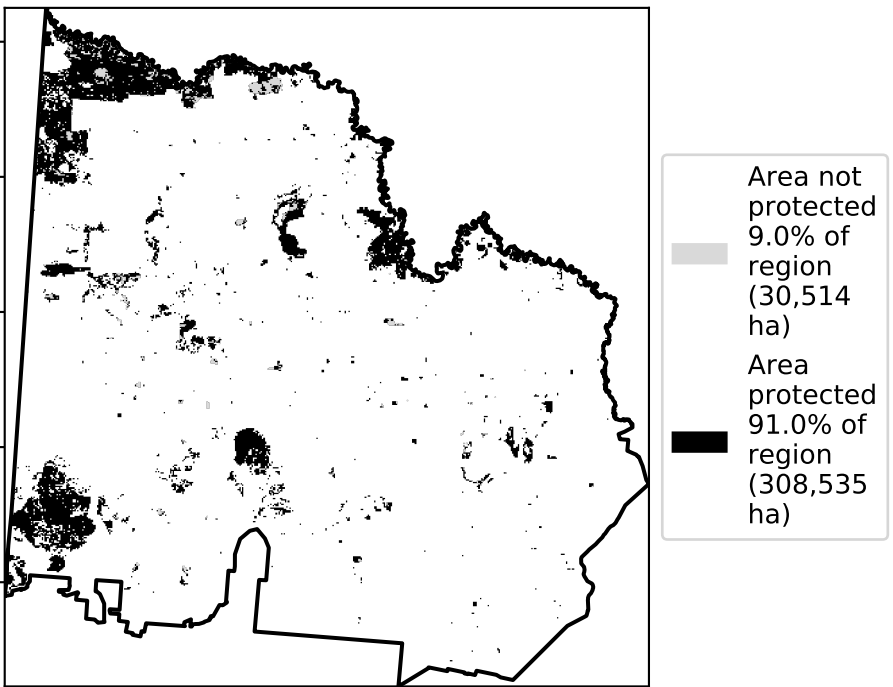 Area not
protected
9.0% of
region
(30,514
ha)
Area
protected
91.0% of
region
(308,535
ha)